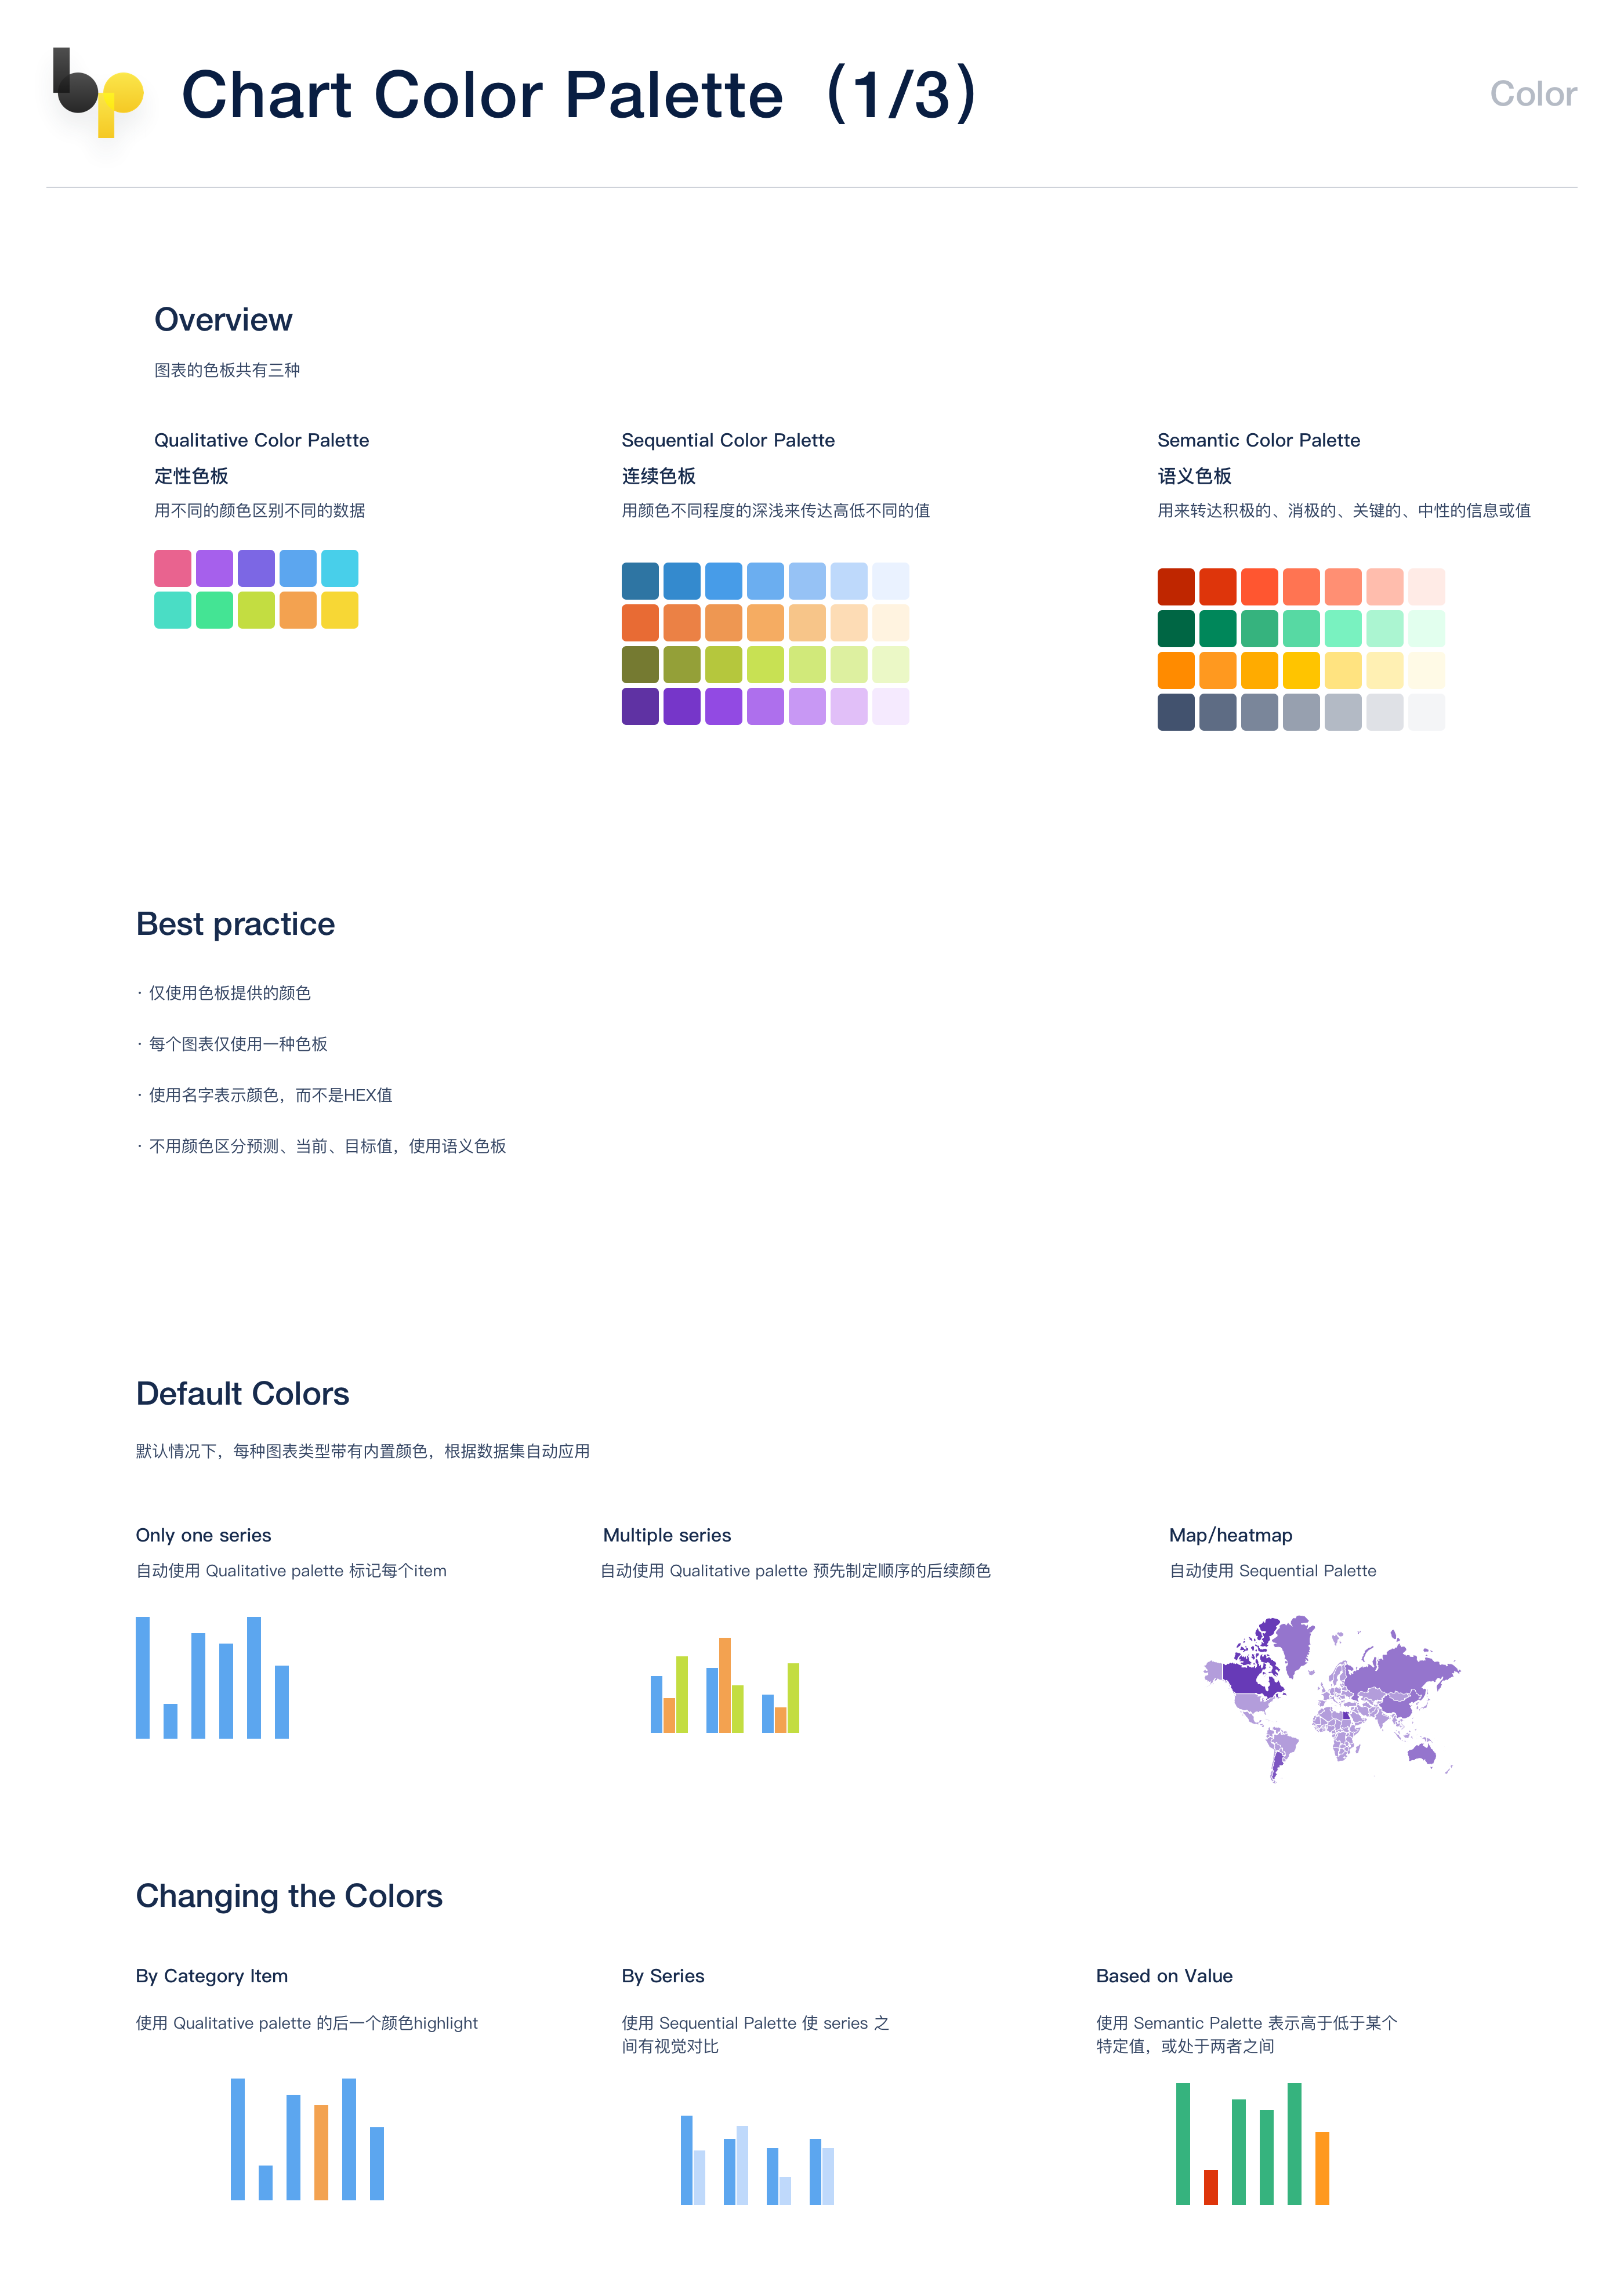 bp
Chart Color Palette（1/3）
Color
Overview
图表的色板共有三种
Qualitative Color Palette
定性色板
用不同的颜色区别不同的数据
Sequential Color Palette
连续色板
用颜色不同程度的深浅来传达高低不同的值
Semantic Color Palette
语义色板
用来转达积极的、消极的、关键的、中性的信息或值
Best practice
· 仅使用色板提供的颜色
· 每个图表仅使用一种色板
· 使用名字表示颜色，而不是HEX值
· 不用颜色区分预测、当前、目标值，使用语义色板
Default Colors
默认情况下，每种图表类型带有内置颜色，根据数据集自动应用
Only one series
自动使用 Qualitative palette 标记每个item
Multiple series
自动使用 Qualitative palette 预先制定顺序的后续颜色
Map/heatmap
自动使用 Sequential Palette
Changing the Colors
By Category Item
使用 Qualitative palette 的后一个颜色highlight
By Series
使用 Sequential Palette 使 series 之
间有视觉对比
Based on Value
使用 Semantic Palette 表示高于低于某个
特定值，或处于两者之间